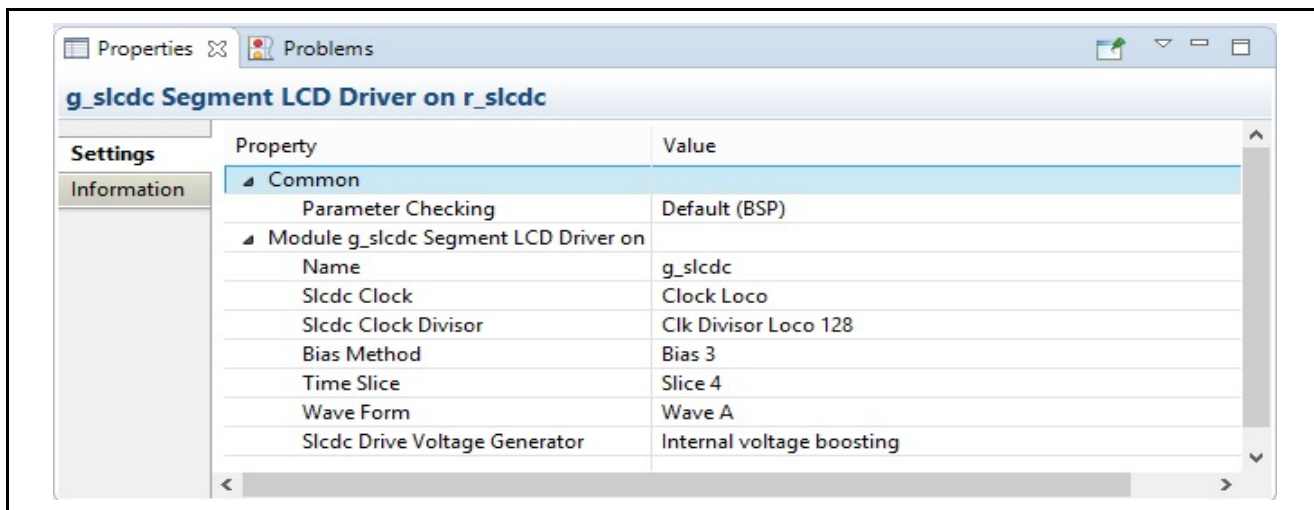 Properties Problems
g_slcdc Segment LCD Driver on r_slcdc
Settings
Information
Property Value
Common
Parameter Checking Default (BSP)
Module g_slcdc Segment LCD Driver on
Name g_slcdc
Slcdc Clock Clock Loco
Slcdc Clock Divisor Clk Divisor Loco 128
Bias Method Bias 3
Time Slice Slice 4
Wave Form Wave A
Slcdc Drive Voltage Generator Internal voltage boosting